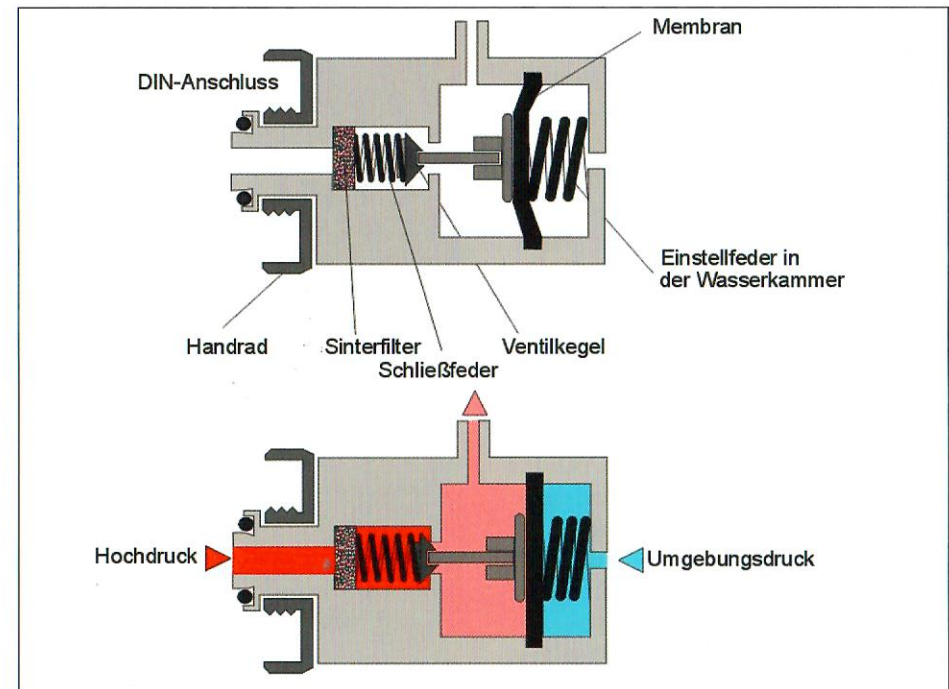 Membran
DIN-Anschluss
Einstellfeder in
der Wasserkammer
Handrad
Sinterfilter
Ventilkegel
Schließfeder
Hochdruck
Umgebungsdruck